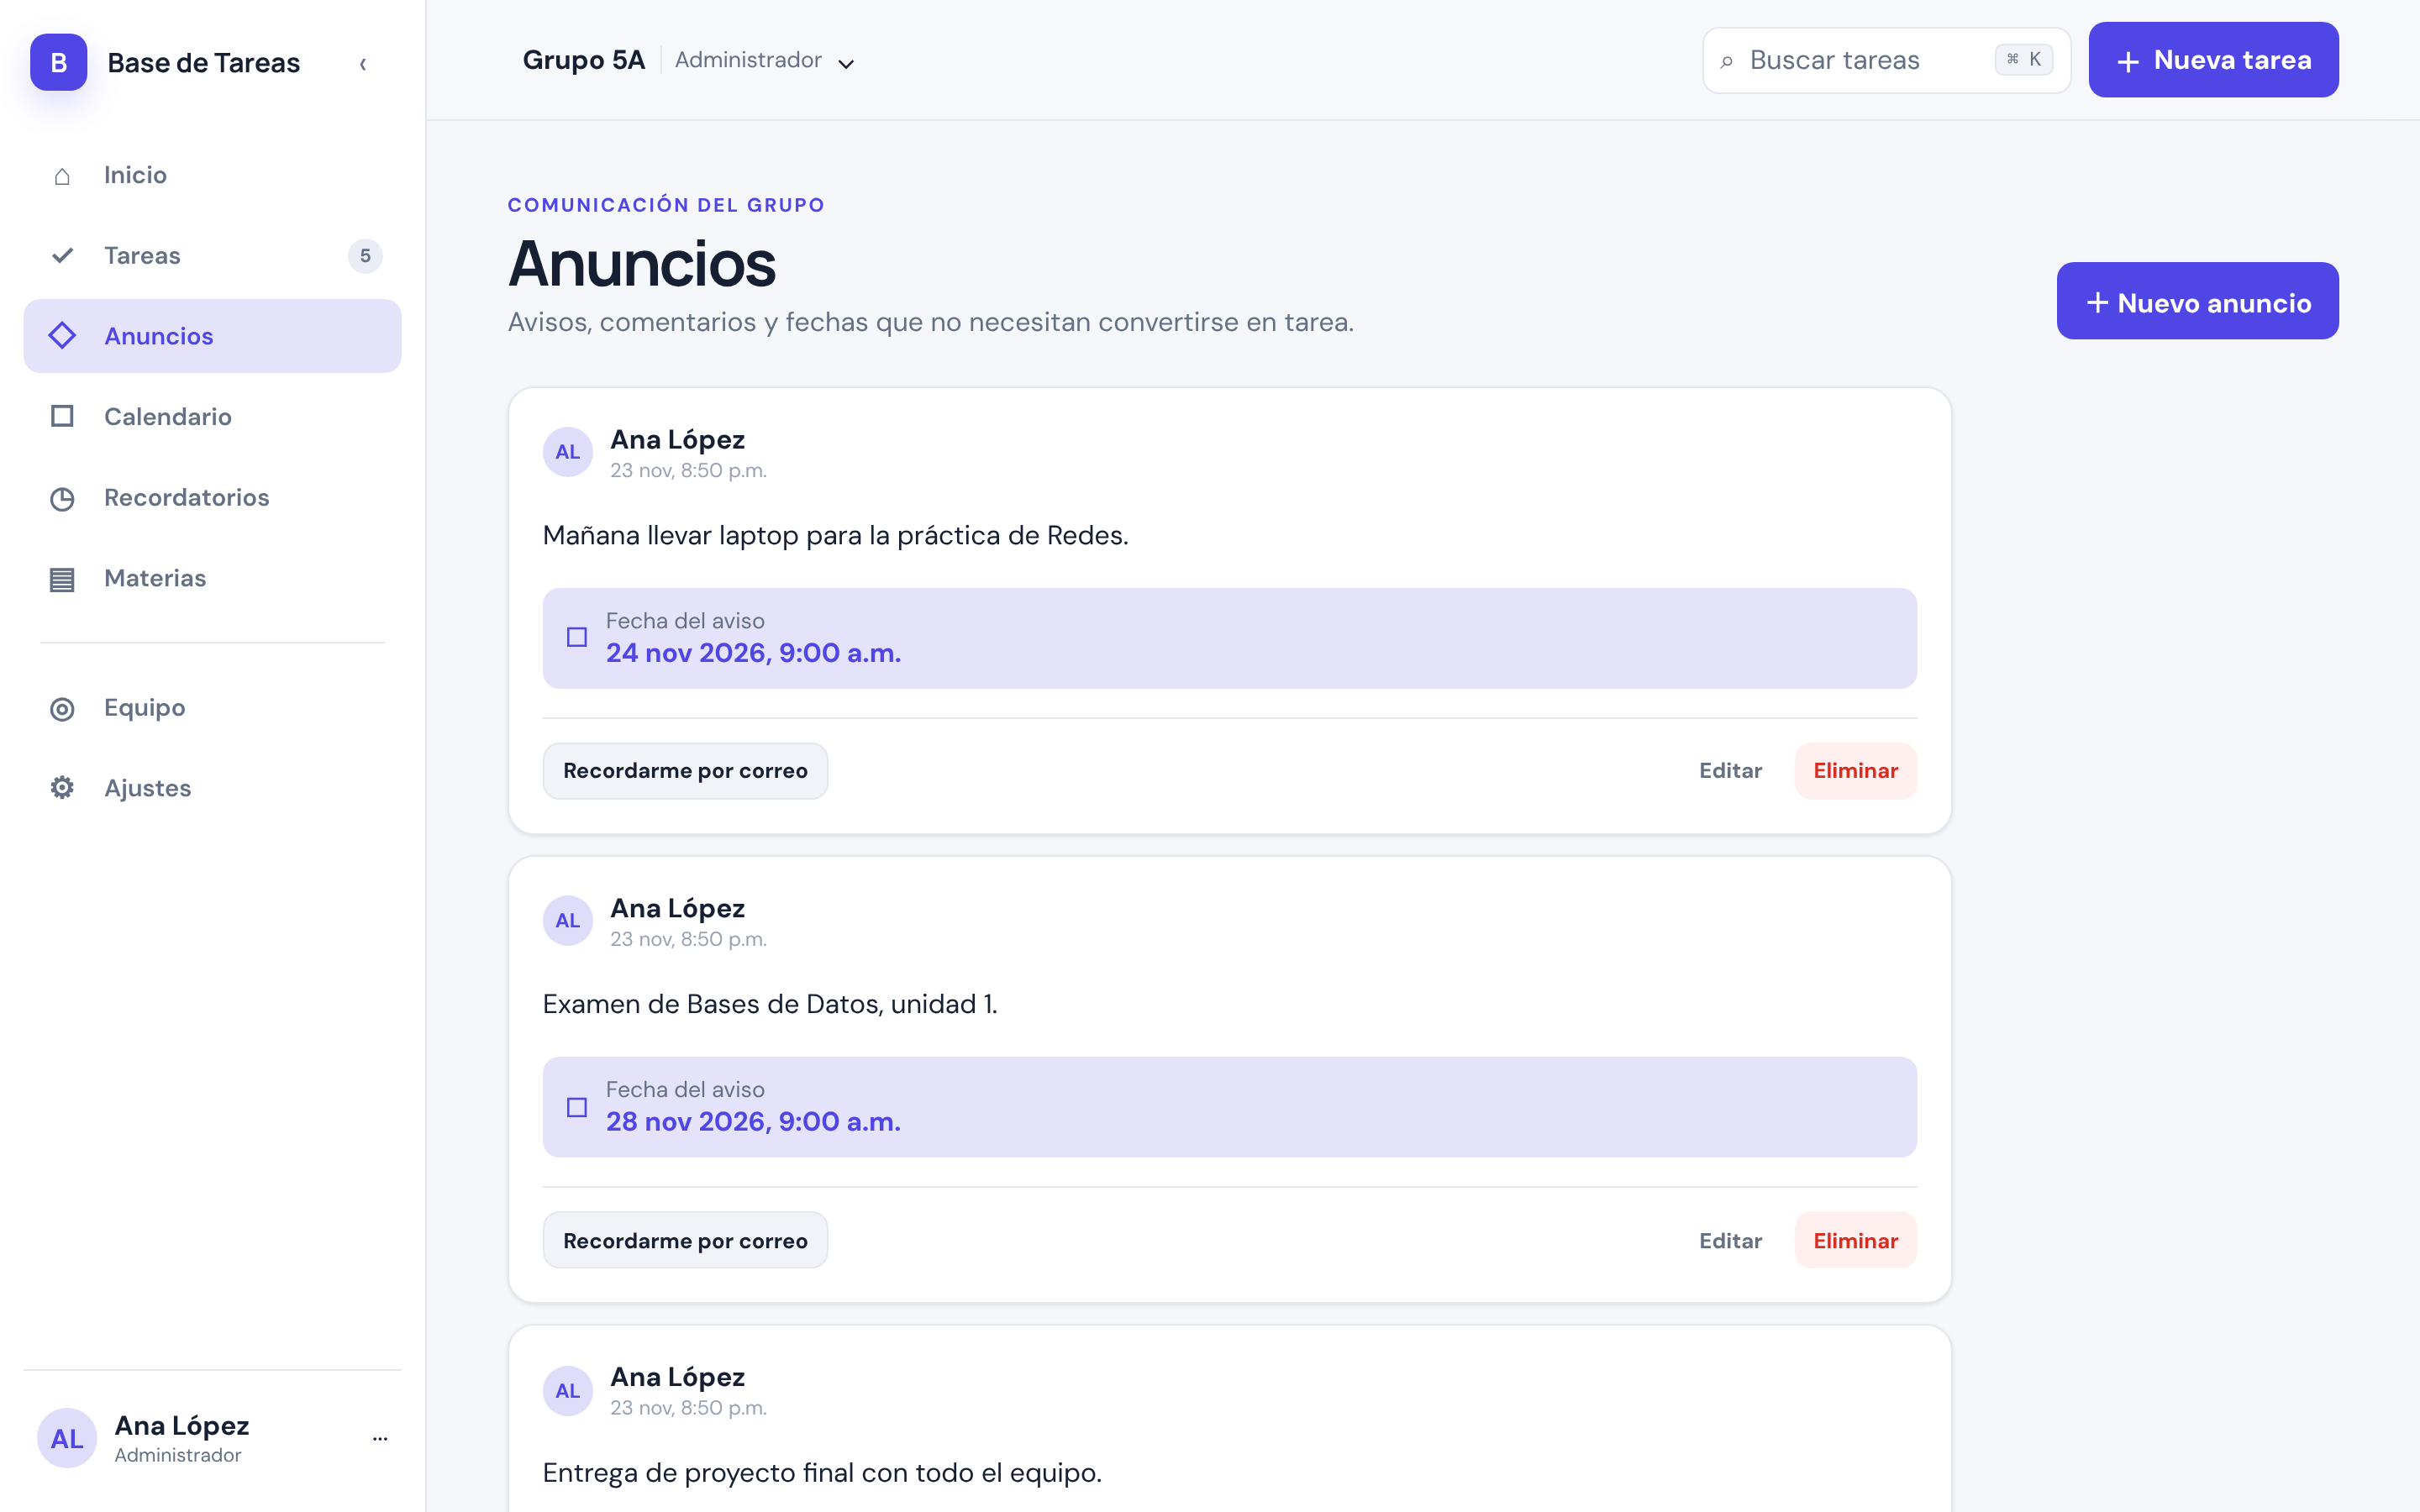 B Base de Tareas
Inicio
Tareas 5
Anuncios
Calendario
Recordatorios
Materias
Equipo
Ajustes
AL Ana López
Administrador
Grupo 5A Administrador
Buscar tareas ⌘ K
+ Nueva tarea
COMUNICACIÓN DEL GRUPO
Anuncios
Avisos, comentarios y fechas que no necesitan convertirse en tarea.
+ Nuevo anuncio
AL Ana López
23 nov, 8:50 p.m.
Mañana llevar laptop para la práctica de Redes.
Fecha del aviso
24 nov 2026, 9:00 a.m.
Recordarme por correo Editar Eliminar
AL Ana López
23 nov, 8:50 p.m.
Examen de Bases de Datos, unidad 1.
Fecha del aviso
28 nov 2026, 9:00 a.m.
Recordarme por correo Editar Eliminar
AL Ana López
23 nov, 8:50 p.m.
Entrega de proyecto final con todo el equipo.